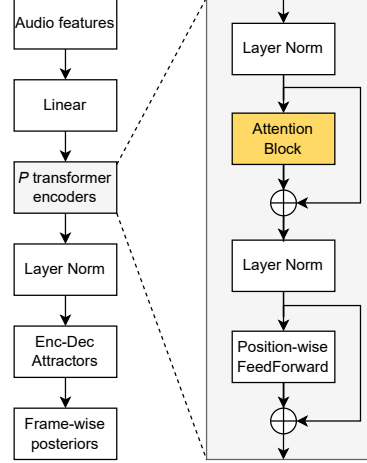 Audio features
Linear
P transformer
encoders
Layer Norm
Enc-Dec
Attractors
Frame-wise
posteriors
Layer Norm
Attention
Block
Layer Norm
Position-wise
FeedForward